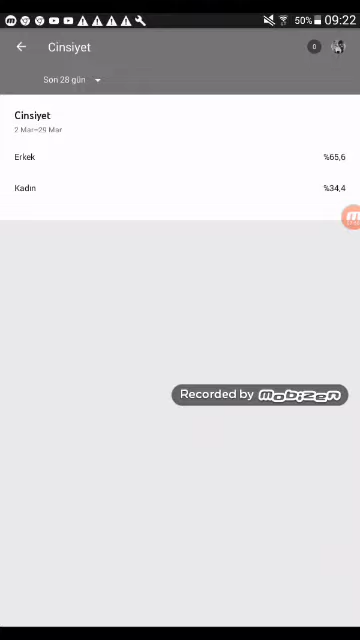 50% 09:22
Cinsiyet
0
Son 28 gün
Cinsiyet
2 Mar–29 Mar
Erkek %65,6
Kadın %34,4
Recorded by mobizen